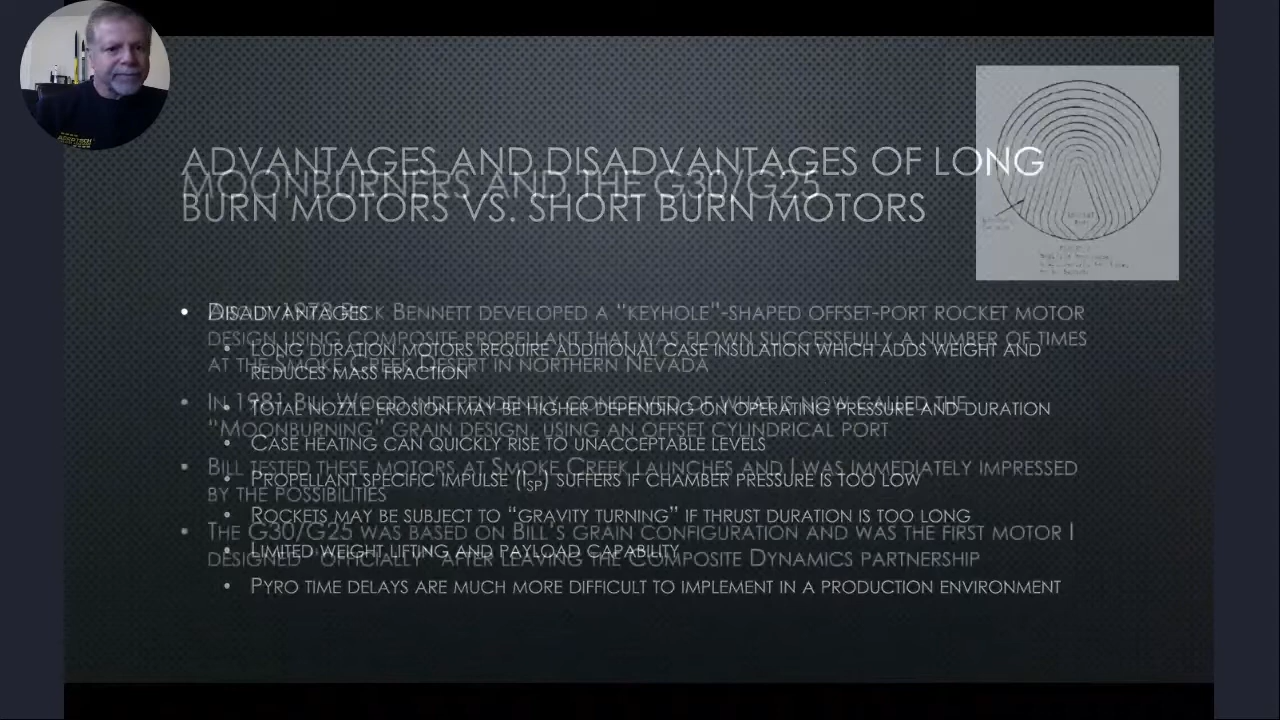 ADVANTAGES AND DISADVANTAGES OF LONG
BURN MOTORS VS. SHORT BURN MOTORS
• DISADVANTAGES
• LONG DURATION MOTORS REQUIRE ADDITIONAL CASE INSULATION WHICH ADDS WEIGHT AND
REDUCES MASS FRACTION
• TOTAL NOZZLE EROSION MAY BE HIGHER DEPENDING ON OPERATING PRESSURE AND DURATION
• CASE HEATING CAN QUICKLY RISE TO UNACCEPTABLE LEVELS
• PROPELLANT SPECIFIC IMPULSE (ISP) SUFFERS IF CHAMBER PRESSURE IS TOO LOW
• ROCKETS MAY BE SUBJECT TO “GRAVITY TURNING” IF THRUST DURATION IS TOO LONG
• LIMITED WEIGHT LIFTING AND PAYLOAD CAPABILITY
• PYRO TIME DELAYS ARE MUCH MORE DIFFICULT TO IMPLEMENT IN A PRODUCTION ENVIRONMENT
MOONBURNERS AND THE G30/G25
• 1978 RICK BENNETT DEVELOPED A “KEYHOLE”-SHAPED OFFSET-PORT ROCKET MOTOR
DESIGN USING COMPOSITE PROPELLANT THAT WAS FLOWN SUCCESSFULLY A NUMBER OF TIMES
AT THE SMOKE CREEK DESERT IN NORTHERN NEVADA
• IN 1981 BILL WOOD INDEPENDENTLY CONCEIVED OF WHAT IS NOW CALLED THE
“MOONBURNING” GRAIN DESIGN, USING AN OFFSET CYLINDRICAL PORT
• BILL TESTED THESE MOTORS AT SMOKE CREEK LAUNCHES AND I WAS IMMEDIATELY IMPRESSED
BY THE POSSIBILITIES
• THE G30/G25 WAS BASED ON BILL’S GRAIN CONFIGURATION AND WAS THE FIRST MOTOR I
DESIGNED “OFFICIALLY” AFTER LEAVING THE COMPOSITE DYNAMICS PARTNERSHIP
AEROTECH